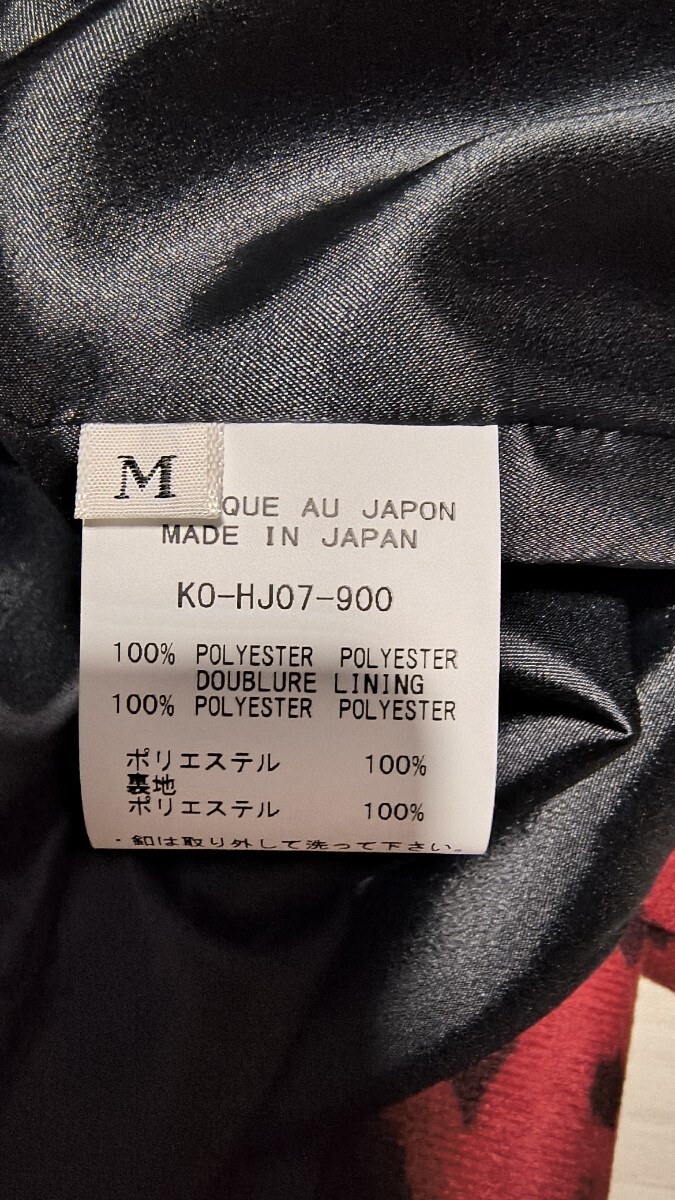 M
QUE AU JAPON
MADE IN JAPAN
KO-HJ07-900
100% POLYESTER POLYESTER
DOUBLURE LINING
100% POLYESTER POLYESTER
ポリエステル 100%
裏地
ポリエステル 100%
・釦は取り外して洗って下さい。